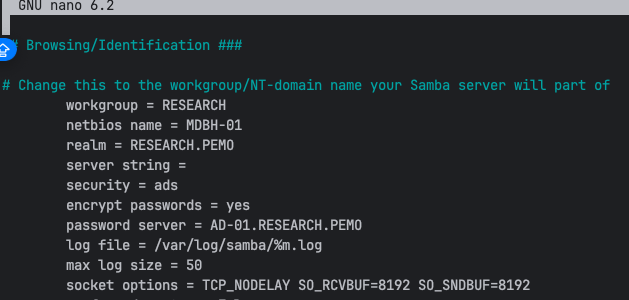 GNU nano 6.2
# Browsing/Identification ###
# Change this to the workgroup/NT-domain name your Samba server will part of
workgroup = RESEARCH
netbios name = MDBH-01
realm = RESEARCH.PEMO
server string =
security = ads
encrypt passwords = yes
password server = AD-01.RESEARCH.PEMO
log file = /var/log/samba/%m.log
max log size = 50
socket options = TCP_NODELAY SO_RCVBUF=8192 SO_SNDBUF=8192